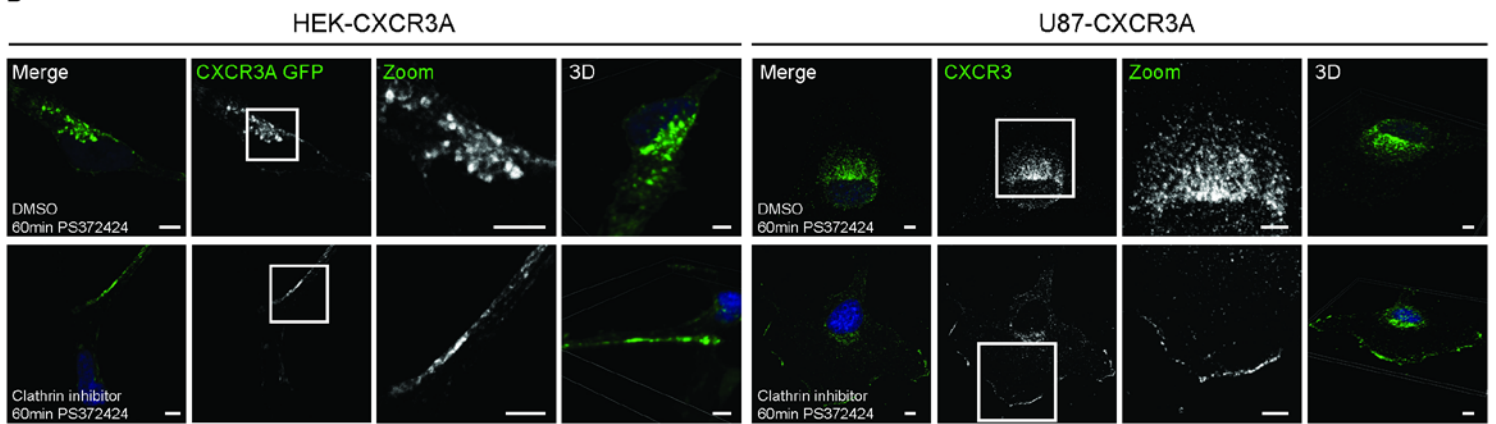 HEK-CXCR3A
U87-CXCR3A
Merge
CXCR3A GFP
Zoom
3D
Merge
CXCR3
Zoom
3D
DMSO
60min PS372424
DMSO
60min PS372424
Clathrin inhibitor
60min PS372424
Clathrin inhibitor
60min PS372424